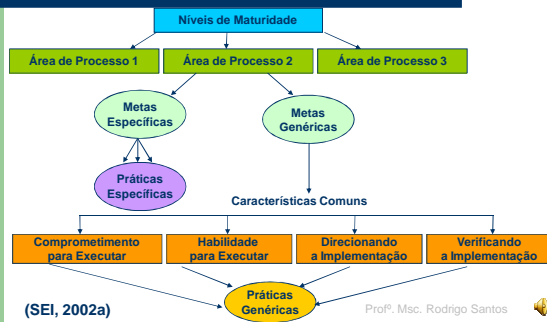 Níveis de Maturidade
Área de Processo 1
Área de Processo 2
Área de Processo 3
Metas
Específicas
Metas
Genéricas
Práticas
Específicas
Características Comuns
Comprometimento
para Executar
Habilidade
para Executar
Direcionando
a Implementação
Verificando
a Implementação
Práticas
Genéricas
(SEI, 2002a)
Profº. Msc. Rodrigo Santos